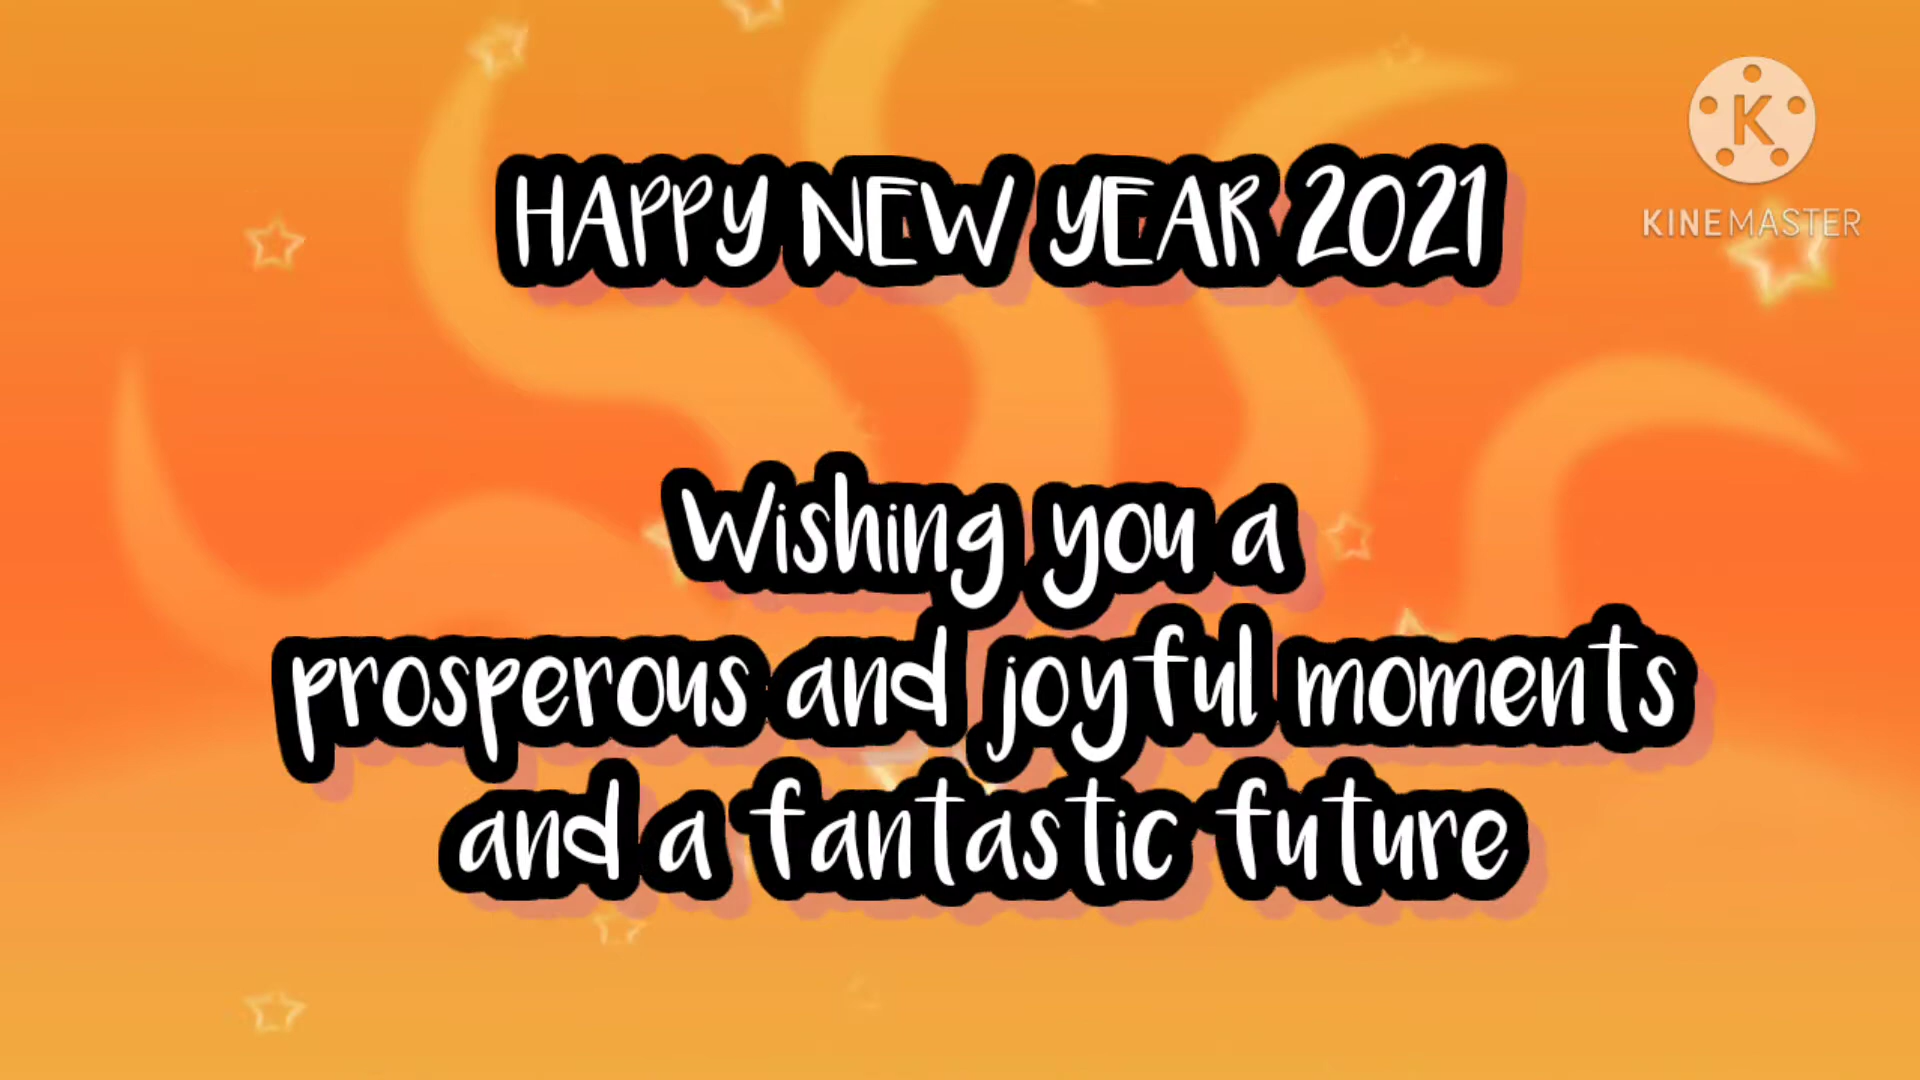 HAPPY NEW YEAR 2021
K
KINEMASTER
Wishing you a
prosperous and joyful moments
and a fantastic future